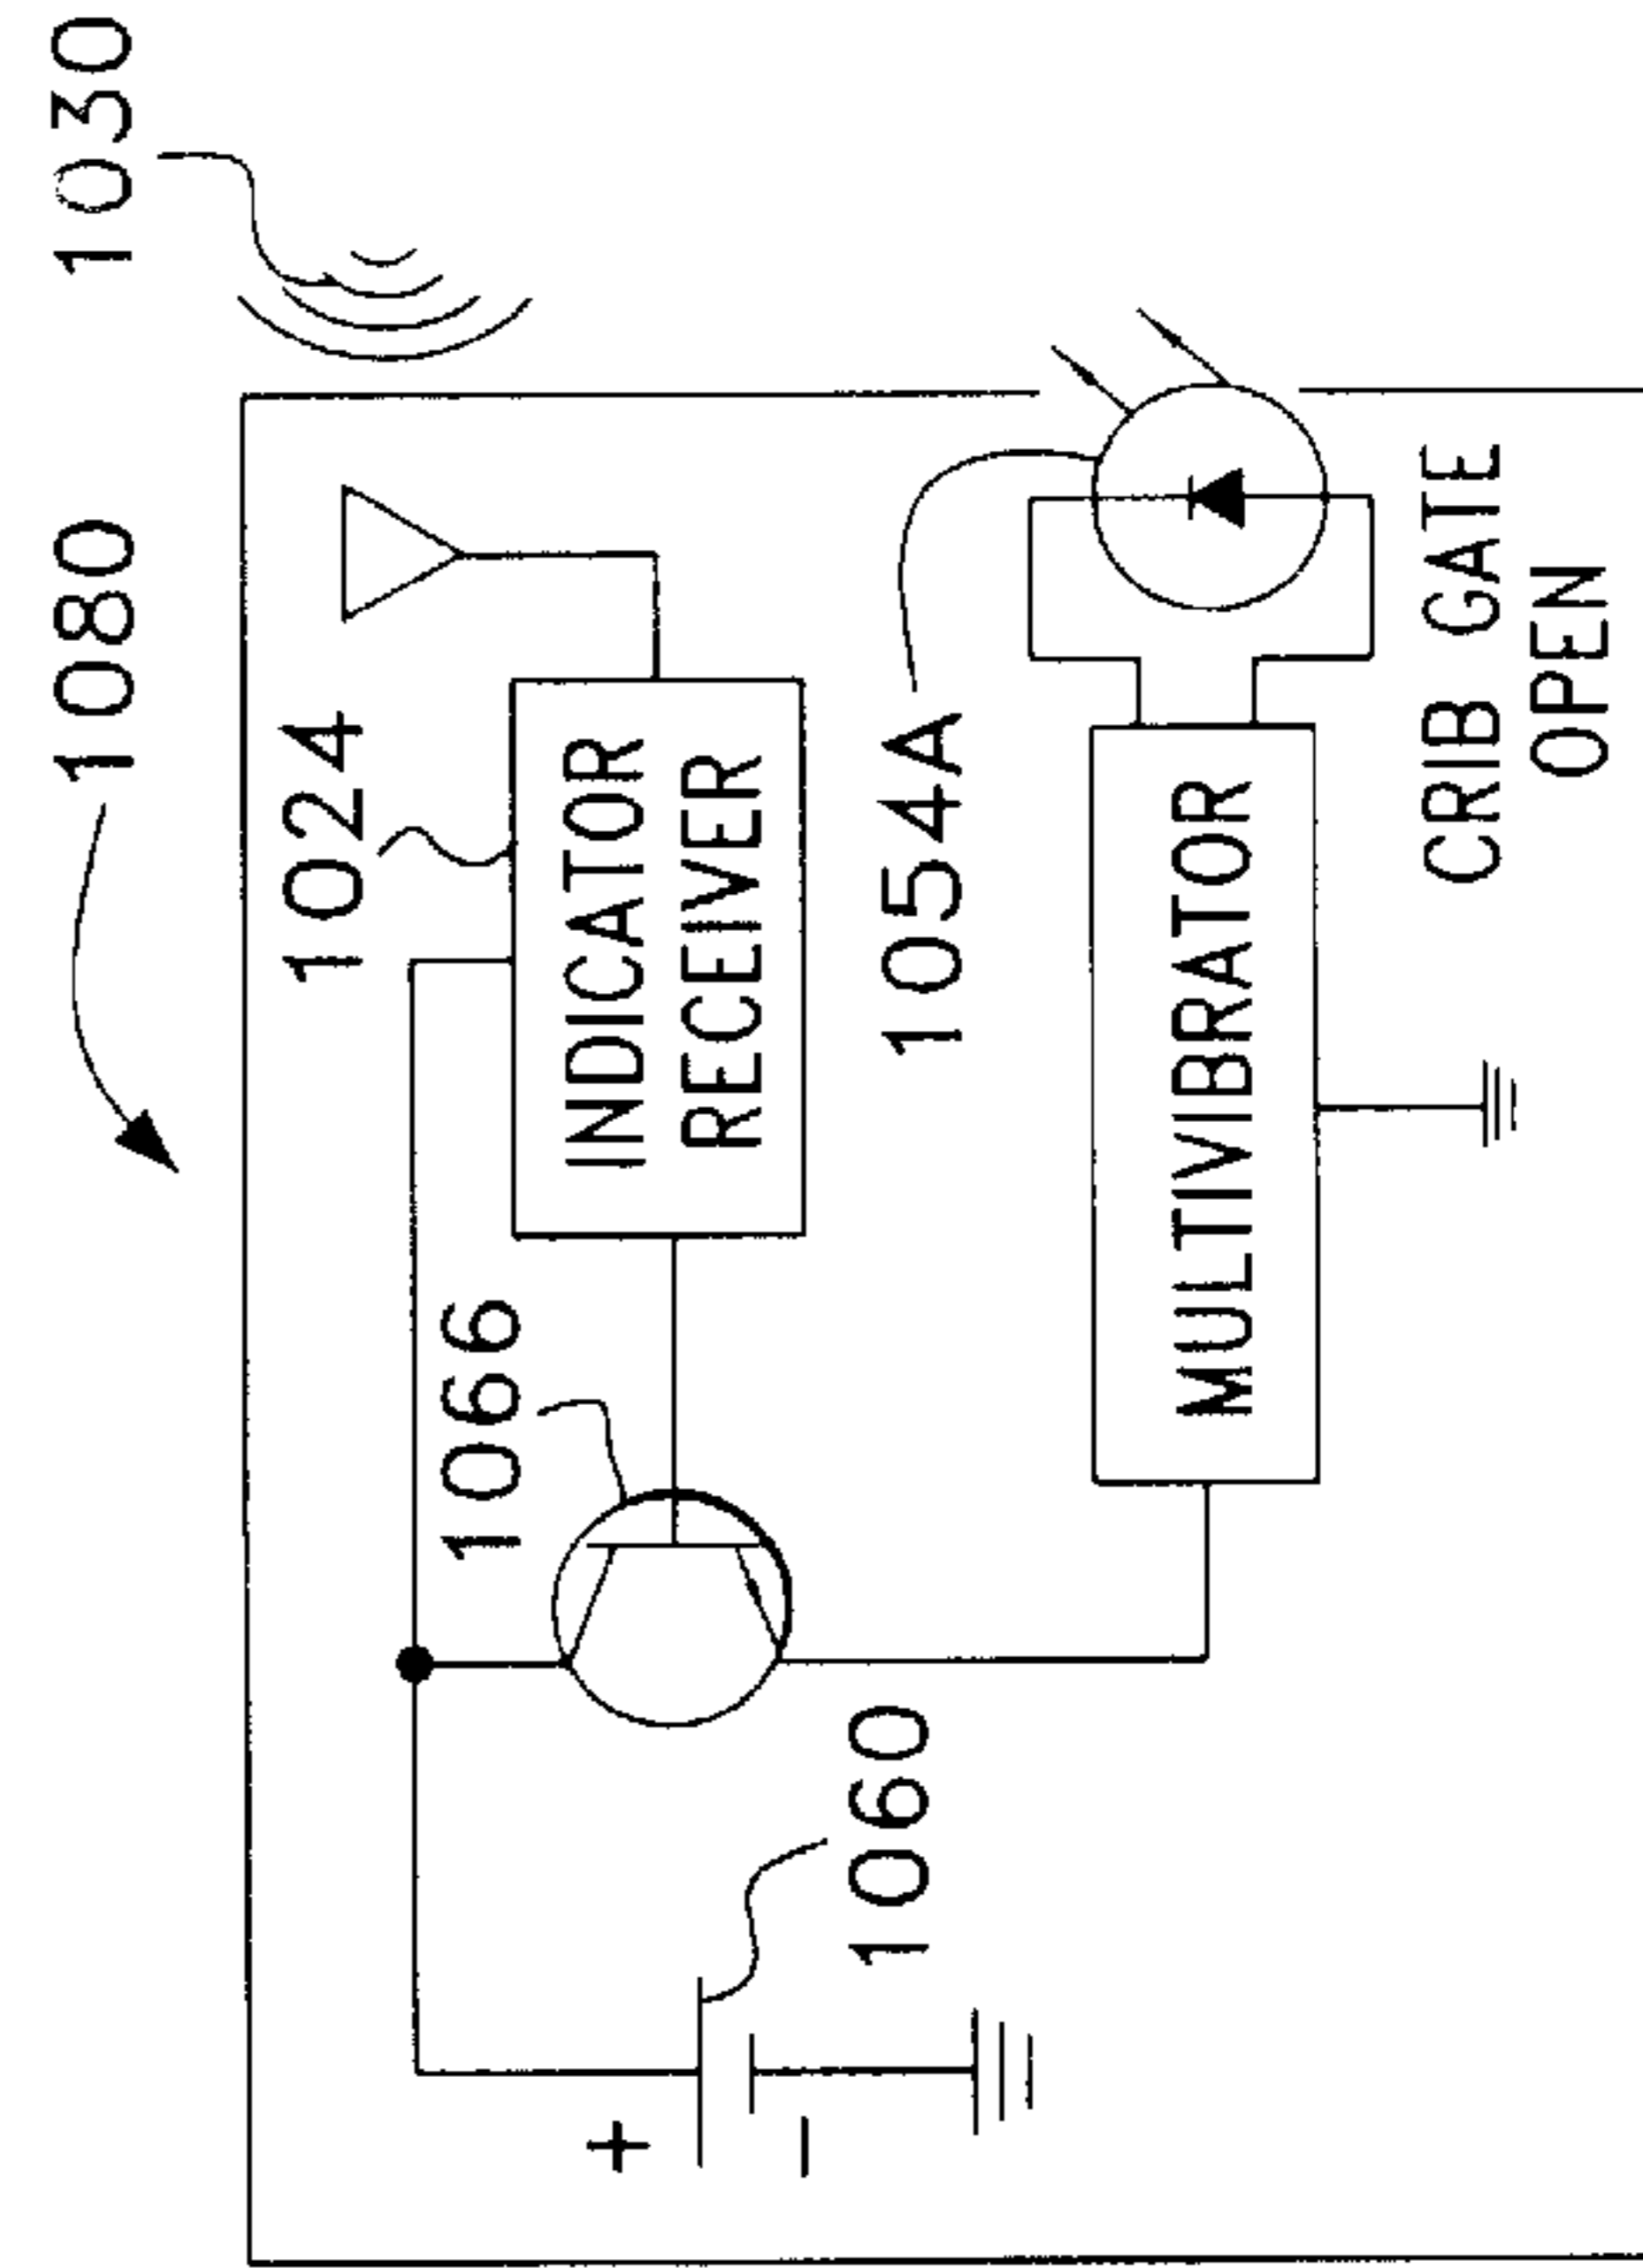 1080
1030
1024
INDICATOR
RECEIVER
1066
+
−
1060
1054A
MULTIVIBRATOR
CRIB GATE
OPEN